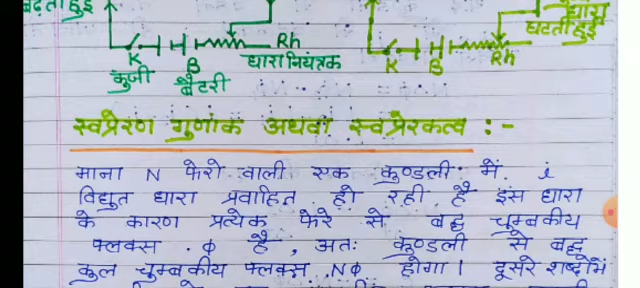 बढ़ता हुई
धारा
घटती हुई
K B Rh
कुंजी बैटरी धारा नियंत्रक
K B Rh
स्वप्रेरण गुणांक अथवा स्वप्रेरकत्व :-
माना N फेरो वाली एक कुण्डली में i
विद्युत धारा प्रवाहित हो रही है इस धारा
के कारण प्रत्येक फेरे से बद्ध चुम्बकीय
फ्लक्स ϕ है, अतः कुण्डली से बद्ध
कुल चुम्बकीय फ्लक्स Nϕ होगा। दूसरे शब्दों में